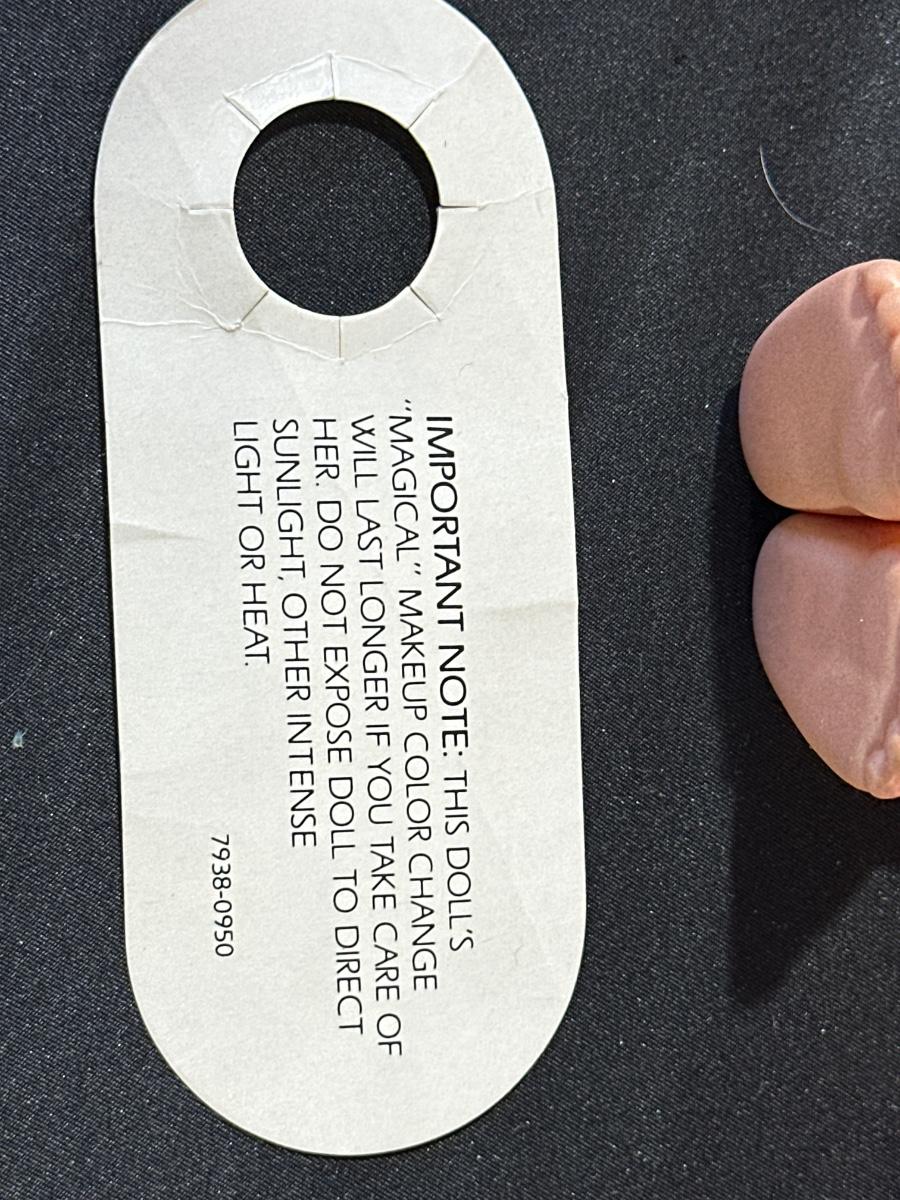 IMPORTANT NOTE: THIS DOLL'S
"MAGICAL" MAKEUP COLOR CHANGE
WILL LAST LONGER IF YOU TAKE CARE OF
HER. DO NOT EXPOSE DOLL TO DIRECT
SUNLIGHT, OTHER INTENSE
LIGHT OR HEAT.
7938-0950